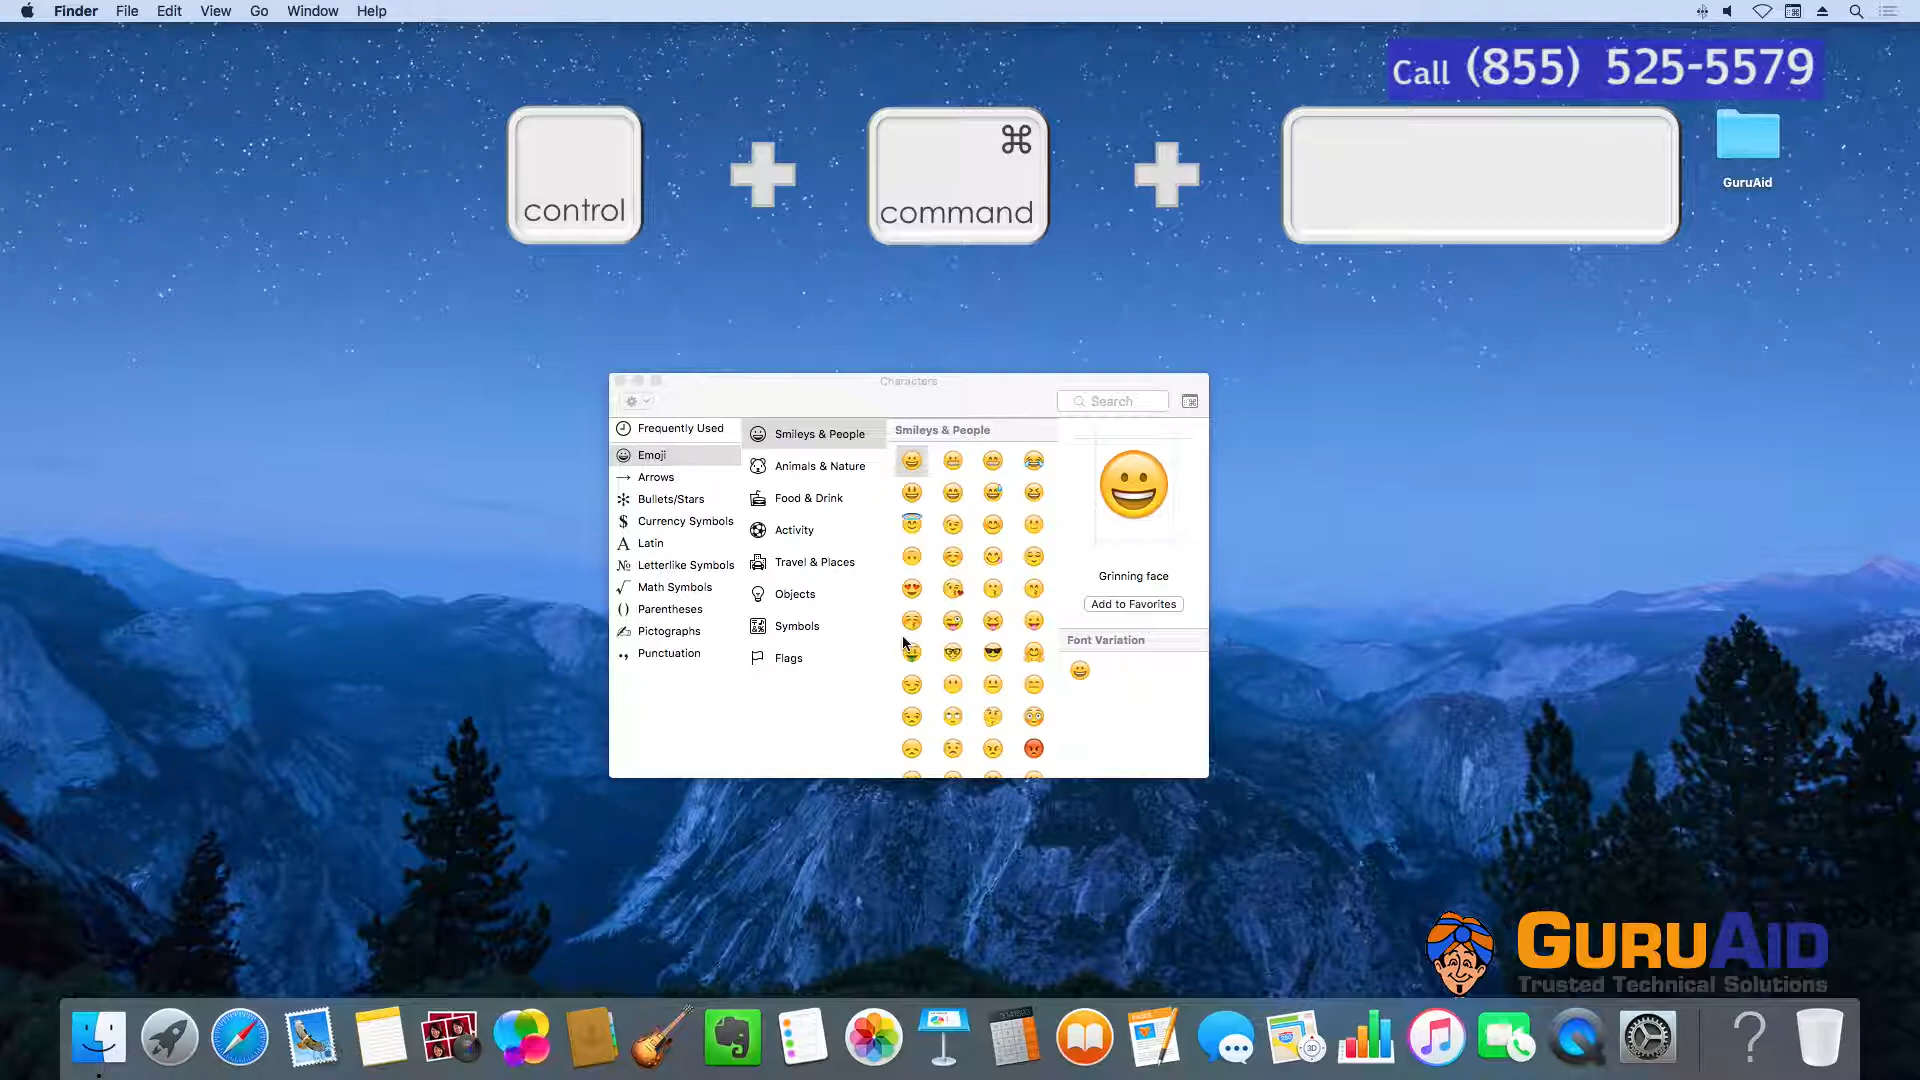 Finder File Edit View Go Window Help
Call (855) 525-5579
control
⌘
command
GuruAid
Characters
Search
Frequently Used
Emoji
Arrows
Bullets/Stars
Currency Symbols
Latin
Letterlike Symbols
Math Symbols
Parentheses
Pictographs
Punctuation
Smileys & People
Animals & Nature
Food & Drink
Activity
Travel & Places
Objects
Symbols
Flags
Smileys & People
Grinning face
Add to Favorites
Font Variation
GURUAID
Trusted Technical Solutions